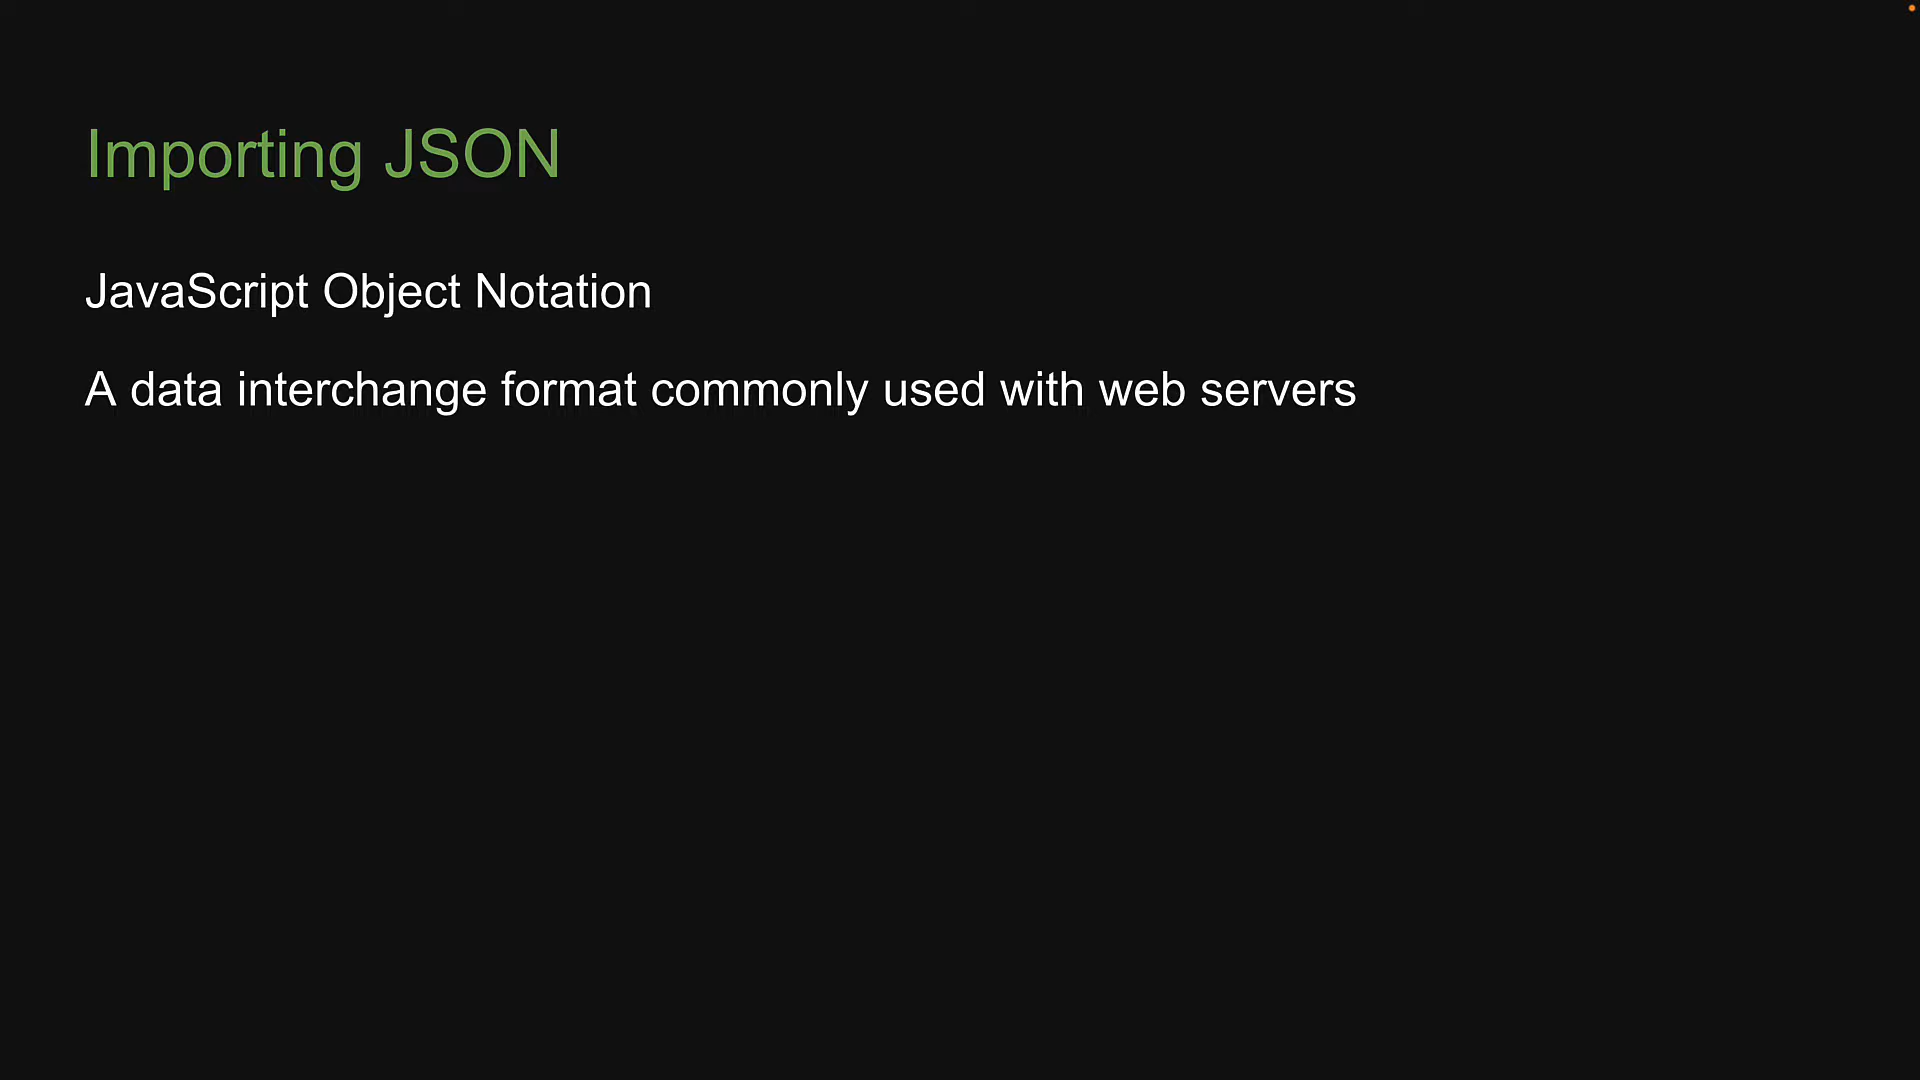 Importing JSON
JavaScript Object Notation
A data interchange format commonly used with web servers